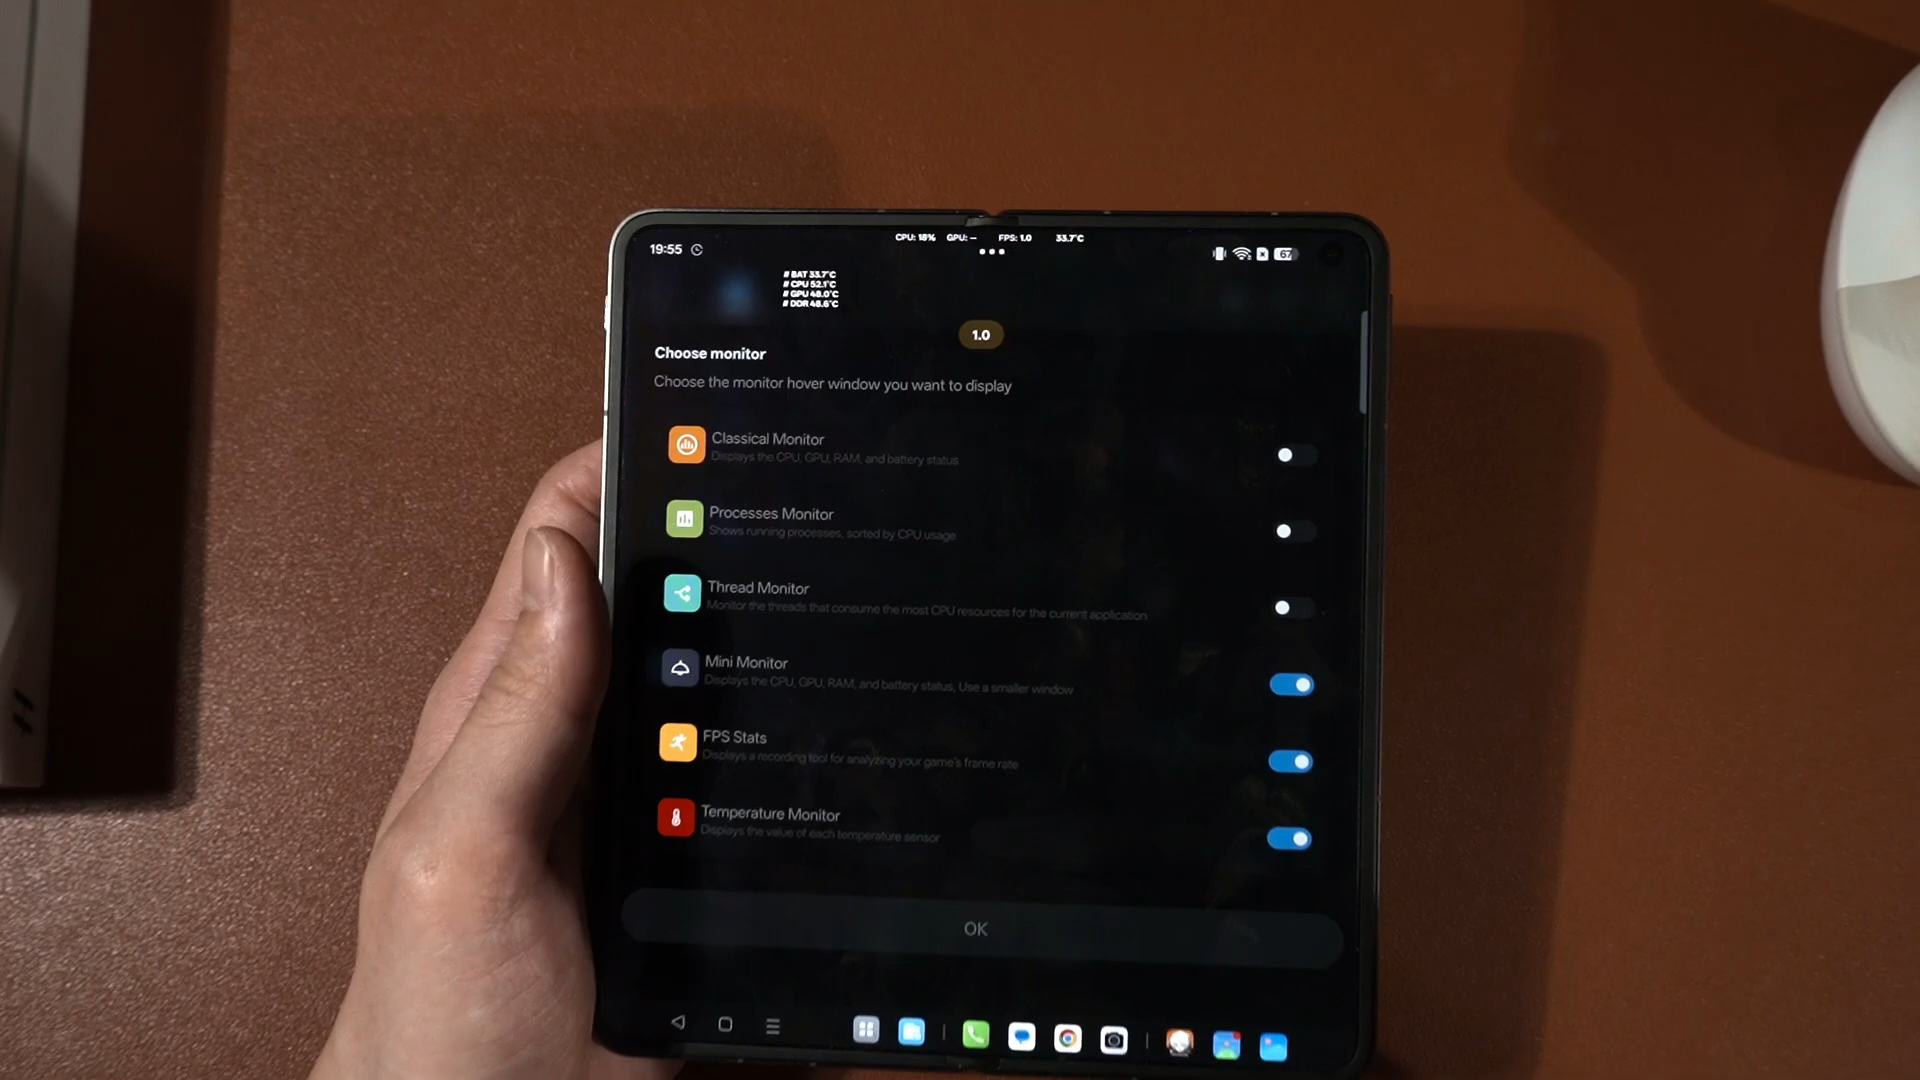 CPU: 18% GPU: – FPS: 1.0 33.7°C
19:55
67
# BAT 33.7°C
# CPU 52.1°C
# GPU 48.0°C
# DDR 48.6°C
1.0
Choose monitor
Choose the monitor hover window you want to display
Classical Monitor
Displays the CPU, GPU, RAM, and battery status
Processes Monitor
Shows running processes, sorted by CPU usage
Thread Monitor
Monitor the threads that consume the most CPU resources for the current application
Mini Monitor
Displays the CPU, GPU, RAM, and battery status, Use a smaller window
FPS Stats
Displays a recording tool for analyzing your game's frame rate
Temperature Monitor
Displays the value of each temperature sensor
OK